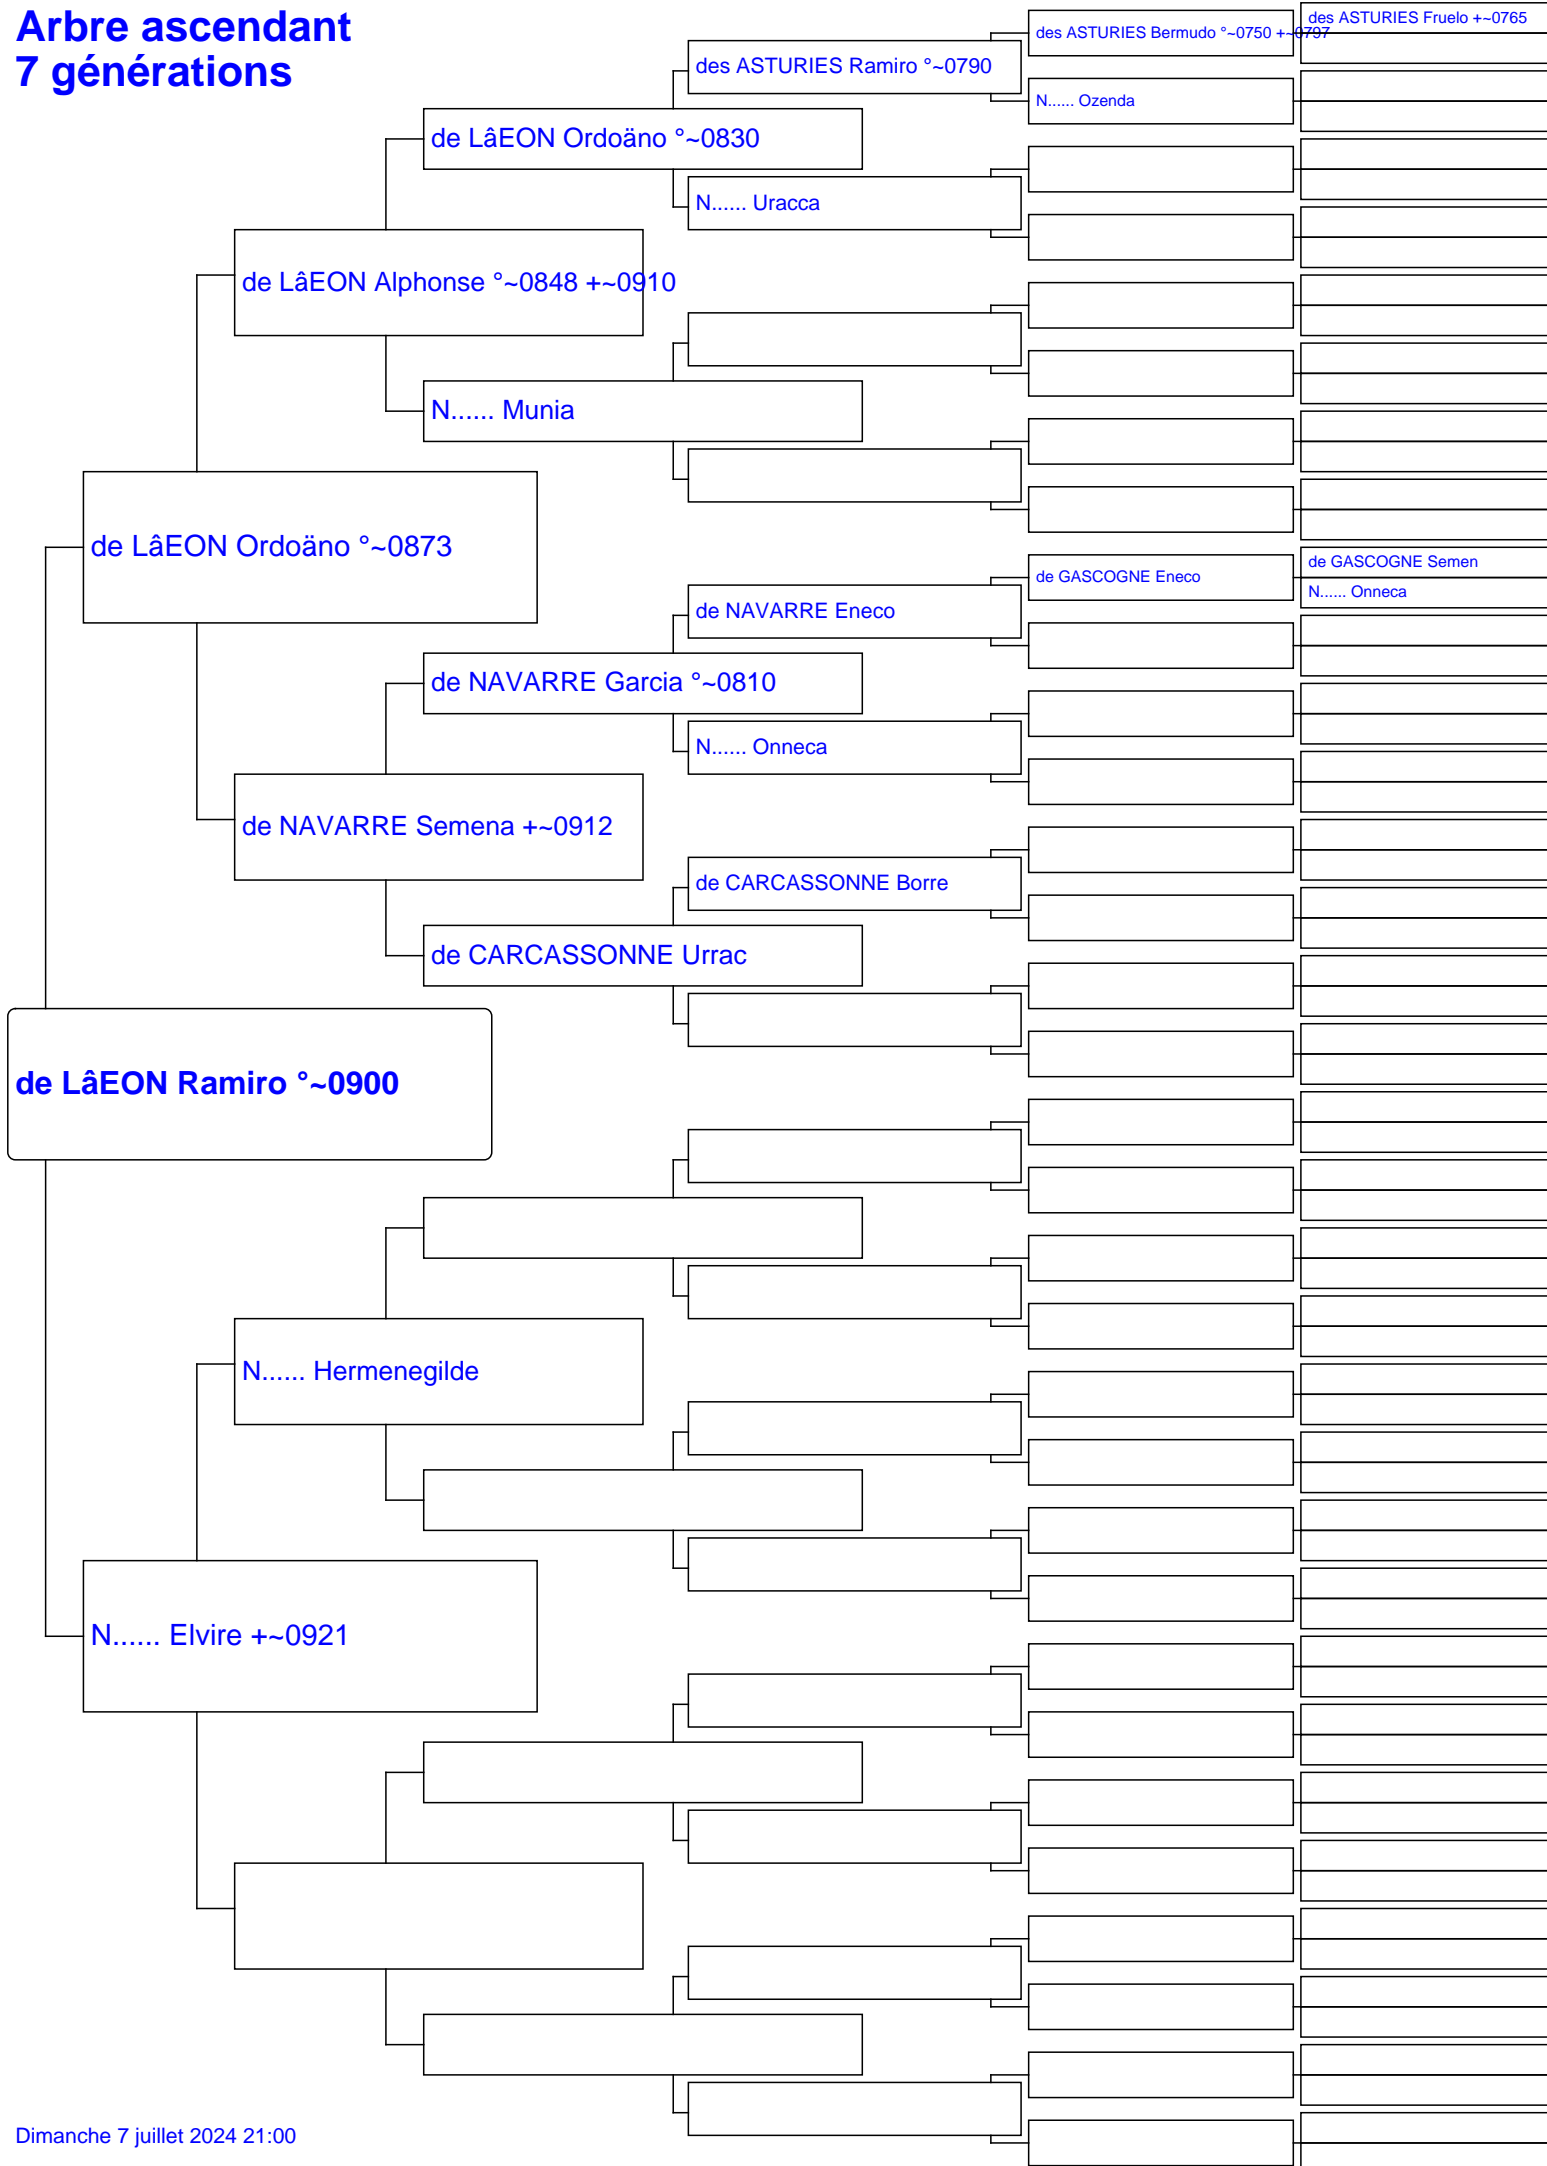 Arbre ascendant
7 générations
des ASTURIES Fruelo +~0765
des ASTURIES Bermudo °~0750 +~0797
des ASTURIES Ramiro °~0790
N...... Ozenda
de LâEON Ordoäno °~0830
N...... Uracca
de LâEON Alphonse °~0848 +~0910
N...... Munia
de LâEON Ordoäno °~0873
de GASCOGNE Semen
de GASCOGNE Eneco
N...... Onneca
de NAVARRE Eneco
de NAVARRE Garcia °~0810
N...... Onneca
de NAVARRE Semena +~0912
de CARCASSONNE Borre
de CARCASSONNE Urrac
de LâEON Ramiro °~0900
N...... Hermenegilde
N...... Elvire +~0921
Dimanche 7 juillet 2024 21:00